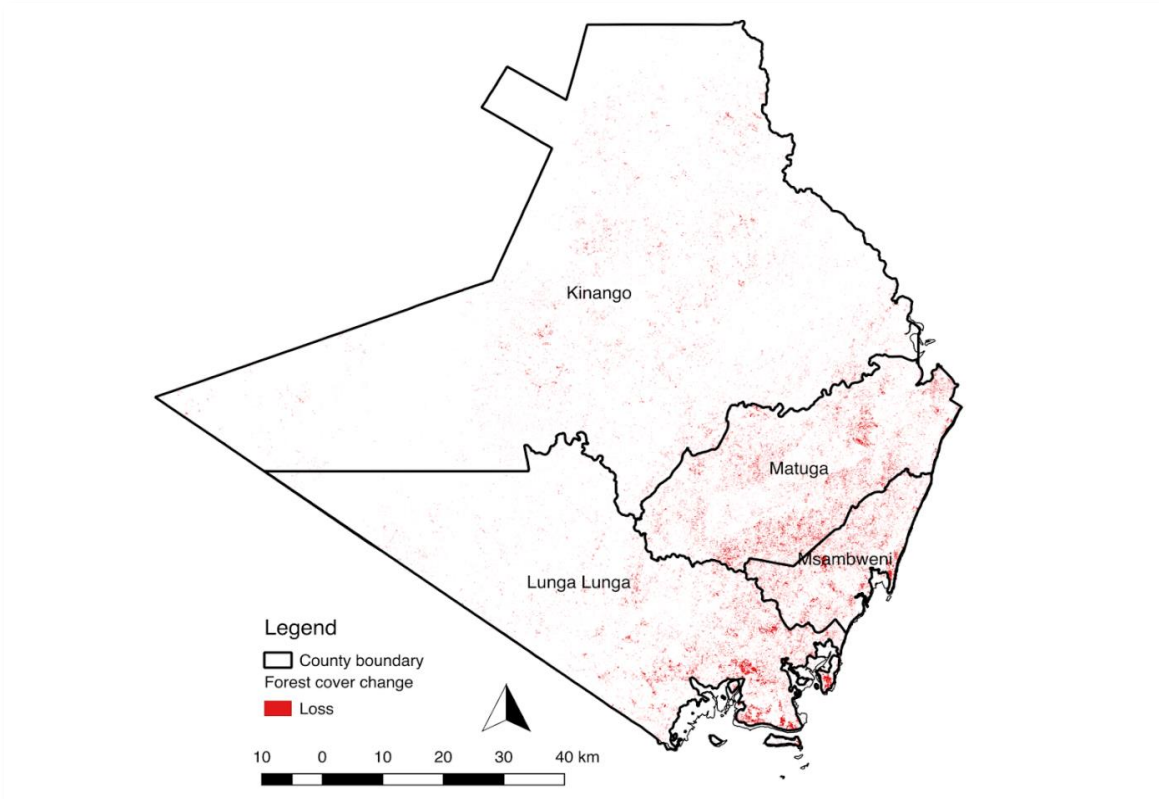 Kinango
Matuga
Msambweni
Lunga Lunga
Legend
County boundary
Forest cover change
Loss
10 0 10 20 30 40 km